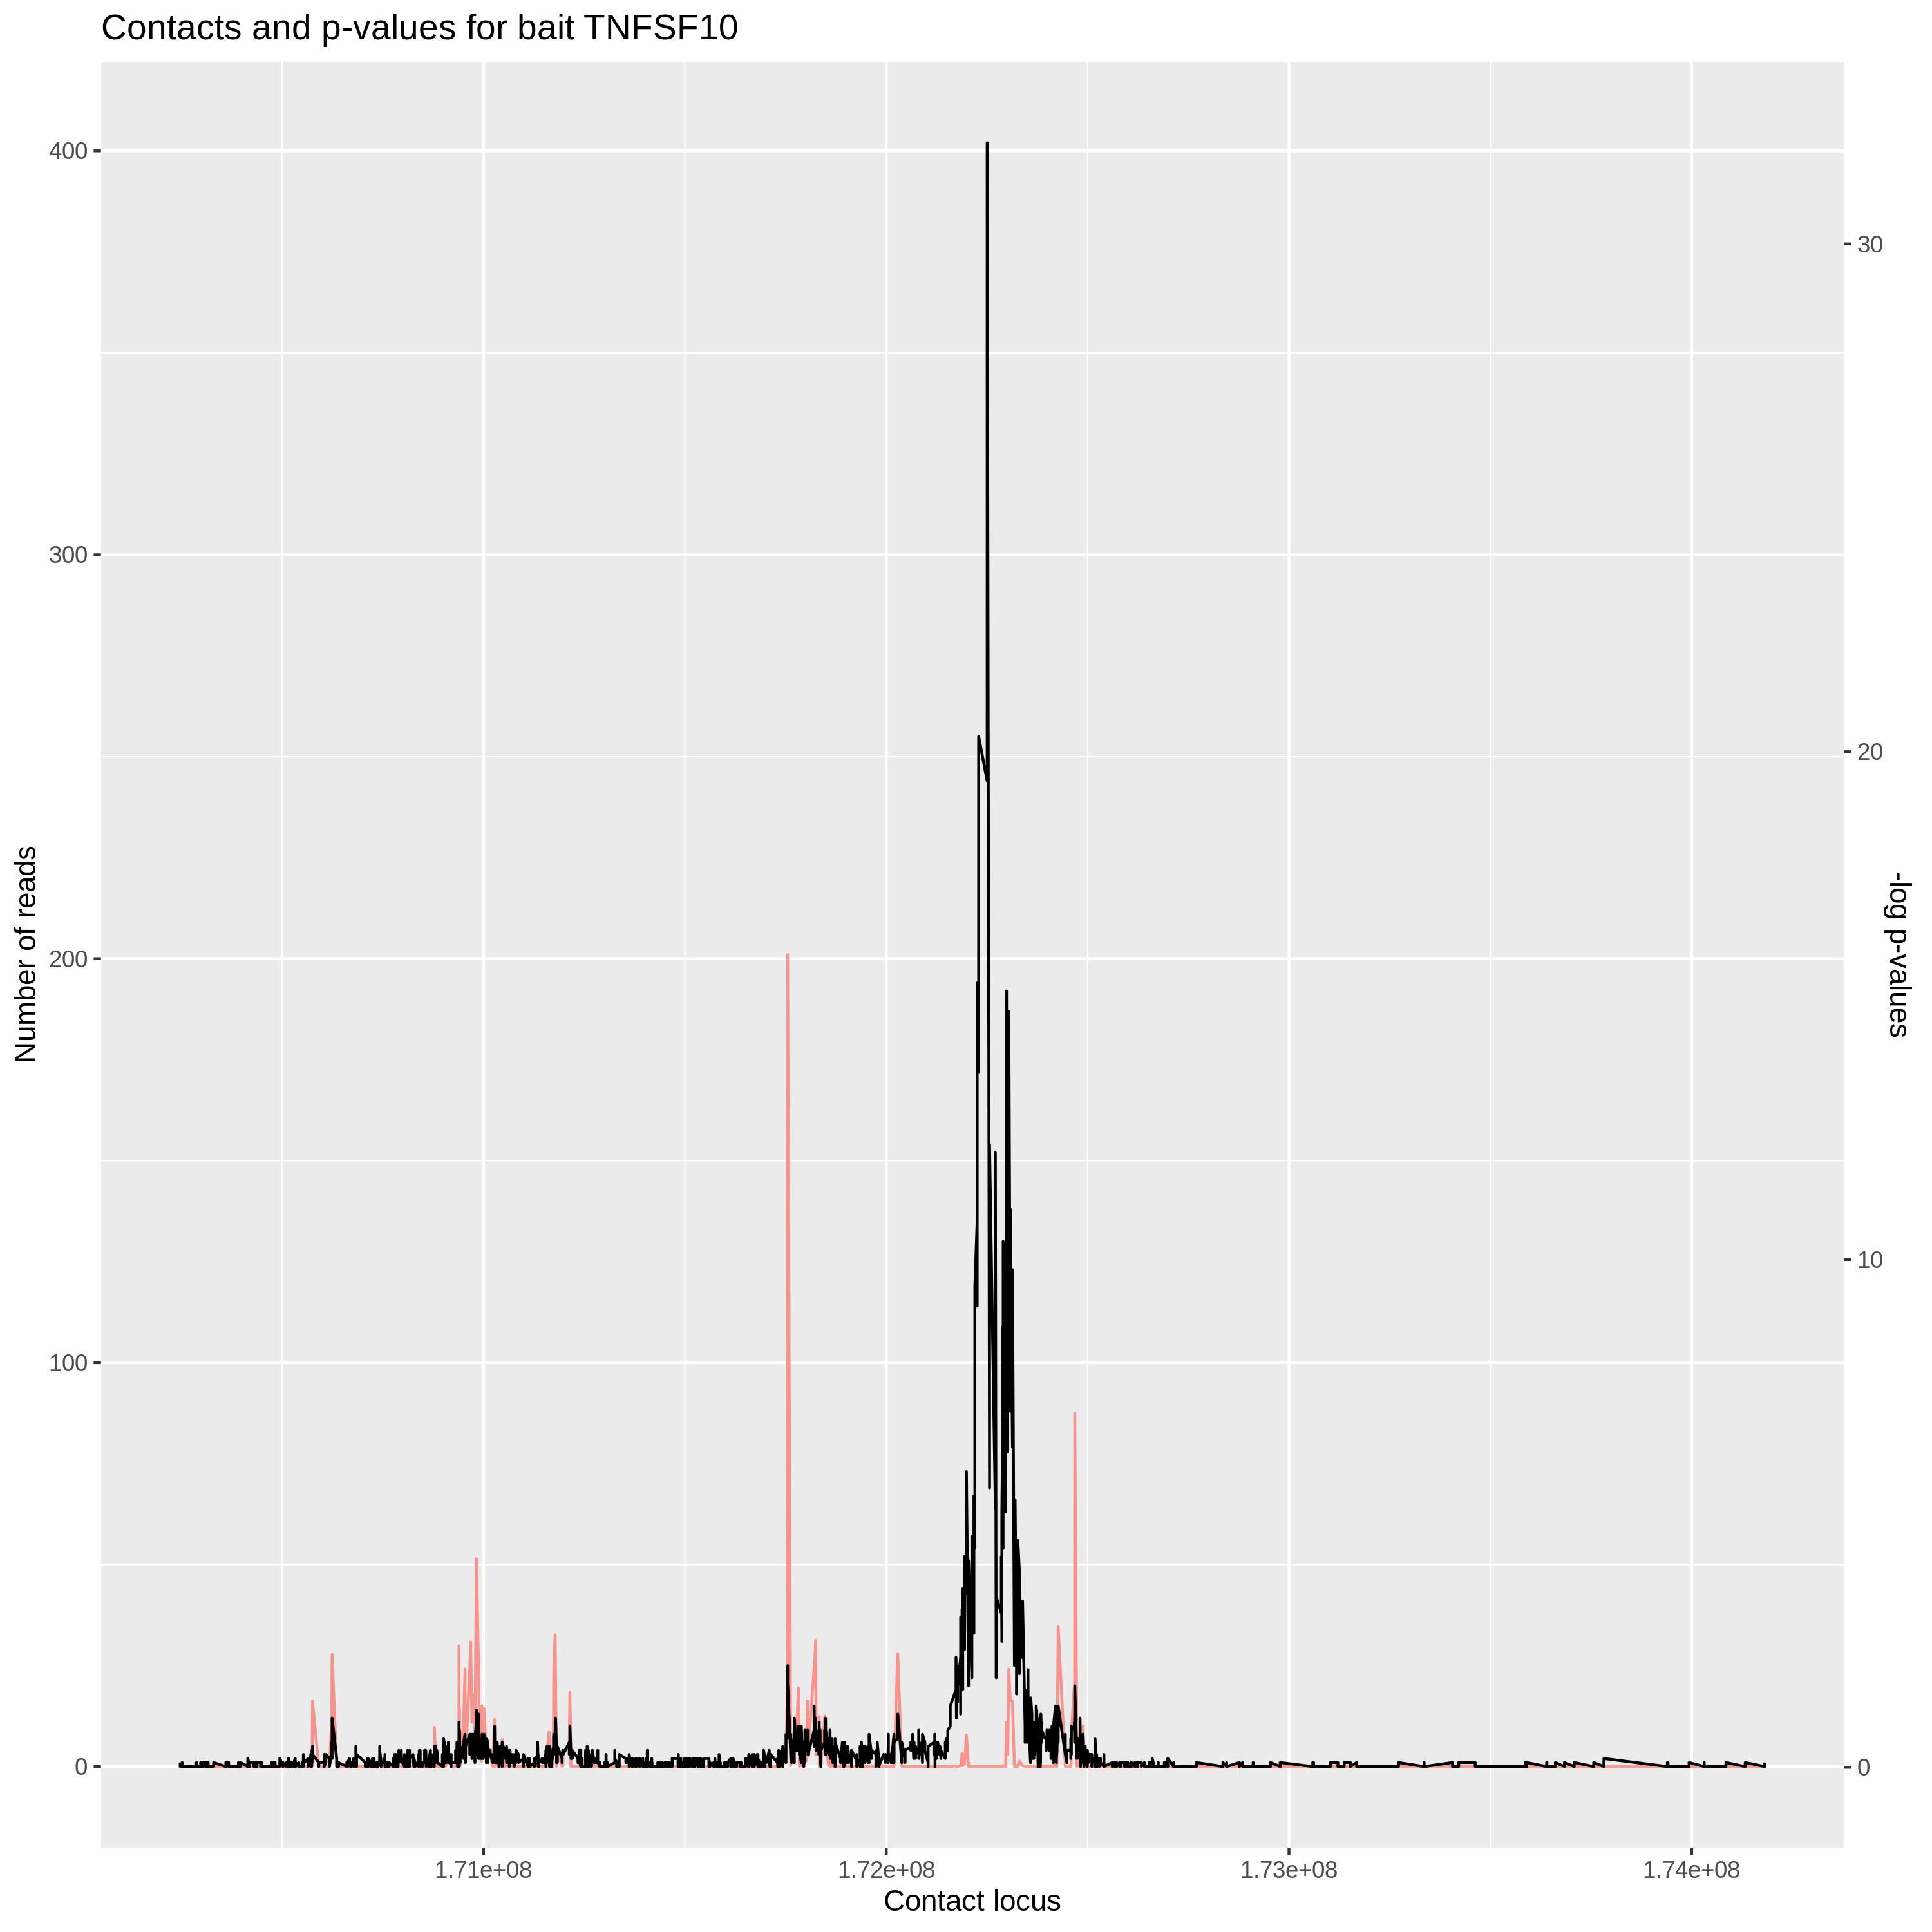 Contacts and p-values for bait TNFSF10
400
300
200
100
0
Number of reads
30
20
10
0
-log p-values
1.71e+08
1.72e+08
1.73e+08
1.74e+08
Contact locus